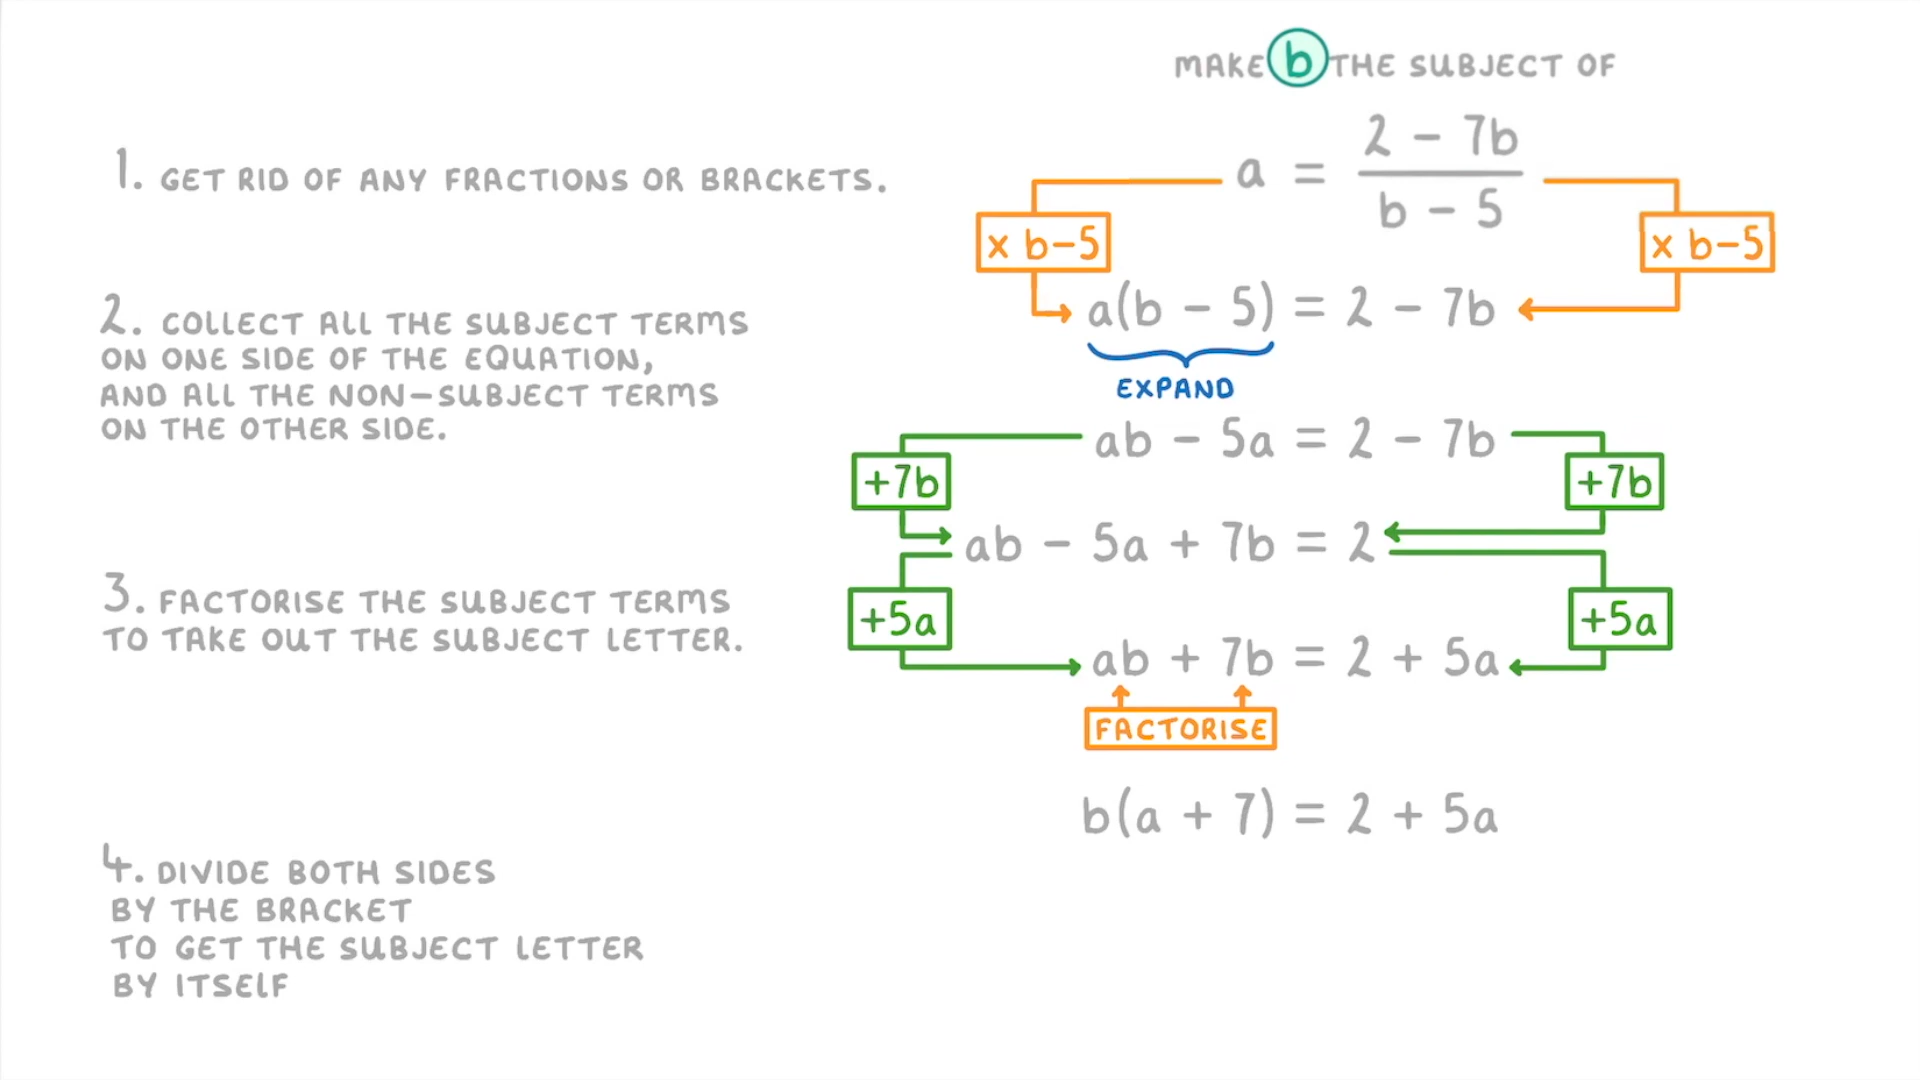 MAKE b THE SUBJECT OF
1. GET RID OF ANY FRACTIONS OR BRACKETS.
a = (2 - 7b)/(b - 5)
x b-5
x b-5
a(b - 5) = 2 - 7b
EXPAND
2. COLLECT ALL THE SUBJECT TERMS
ON ONE SIDE OF THE EQUATION,
AND ALL THE NON-SUBJECT TERMS
ON THE OTHER SIDE.
ab - 5a = 2 - 7b
+7b
+7b
ab - 5a + 7b = 2
+5a
+5a
3. FACTORISE THE SUBJECT TERMS
TO TAKE OUT THE SUBJECT LETTER.
ab + 7b = 2 + 5a
FACTORISE
b(a + 7) = 2 + 5a
4. DIVIDE BOTH SIDES
BY THE BRACKET
TO GET THE SUBJECT LETTER
BY ITSELF